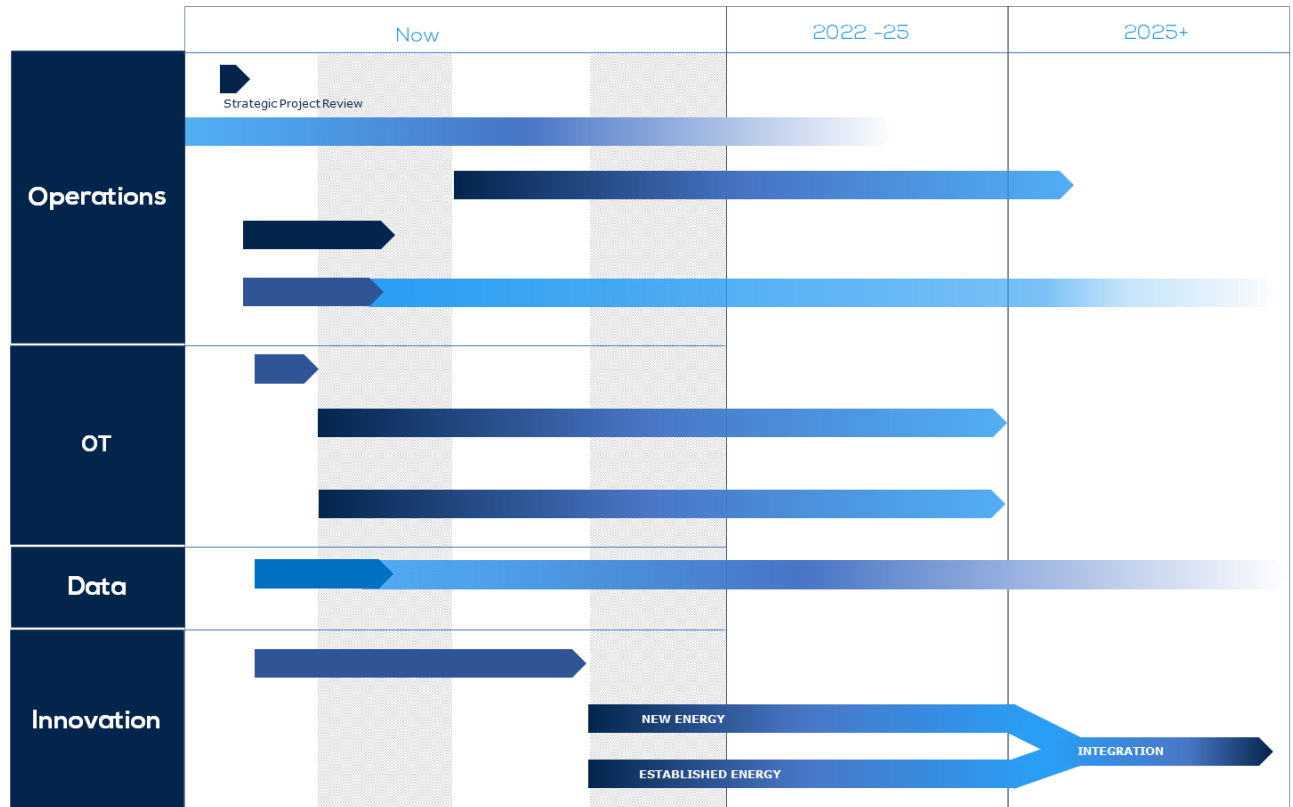 Now
2022 -25
2025+
Operations
Strategic Project Review
OT
Data
Innovation
NEW ENERGY
ESTABLISHED ENERGY
INTEGRATION